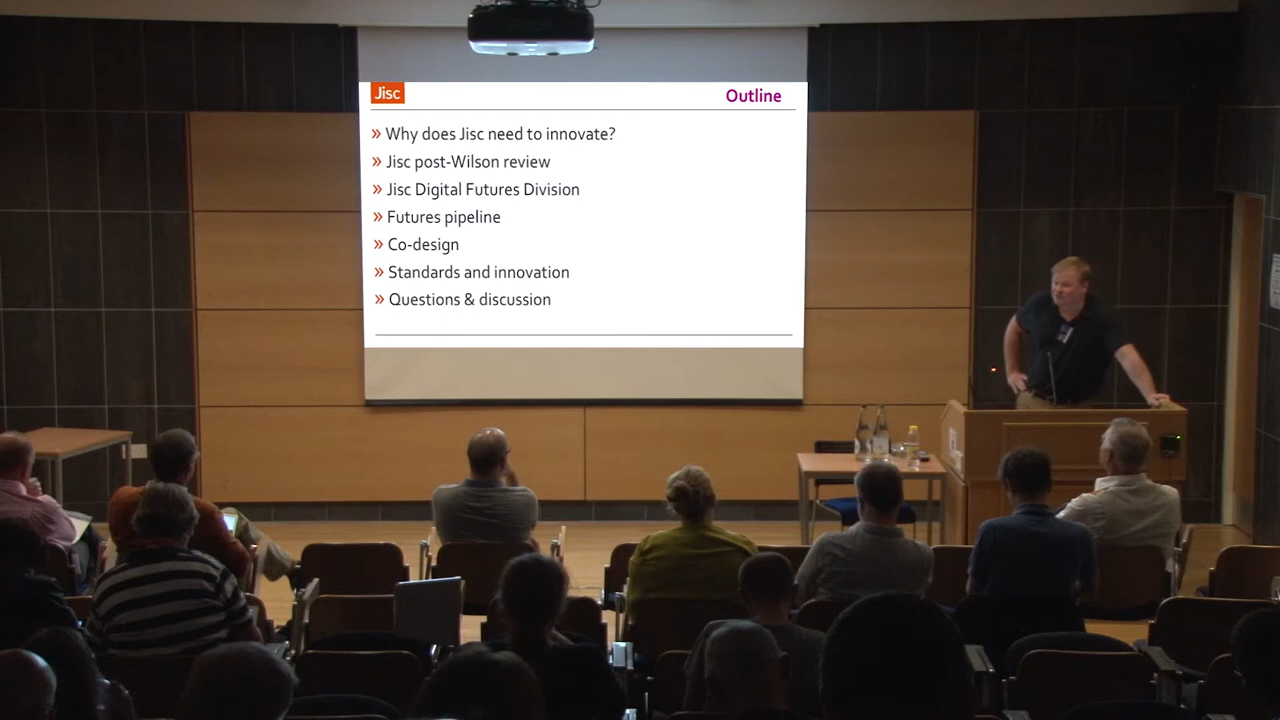 Jisc
Outline
» Why does Jisc need to innovate?
» Jisc post-Wilson review
» Jisc Digital Futures Division
» Futures pipeline
» Co-design
» Standards and innovation
» Questions & discussion